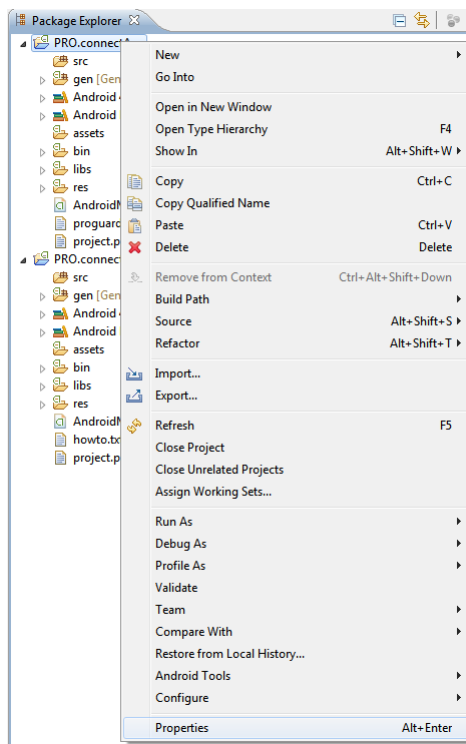 Package Explorer
PRO.connectA
New
src
Go Into
gen [Gen
Android
Open in New Window
Android
Open Type Hierarchy F4
assets
Show In Alt+Shift+W
bin
libs
Copy Ctrl+C
res
Copy Qualified Name
AndroidM
Paste Ctrl+V
proguard
Delete Delete
project.p
PRO.connec
Remove from Context Ctrl+Alt+Shift+Down
src
Build Path
gen [Gen
Source Alt+Shift+S
Android
Refactor Alt+Shift+T
Android
assets
Import...
bin
Export...
libs
res
Refresh F5
AndroidM
Close Project
howto.tx
Close Unrelated Projects
project.p
Assign Working Sets...
Run As
Debug As
Profile As
Validate
Team
Compare With
Restore from Local History...
Android Tools
Configure
Properties Alt+Enter